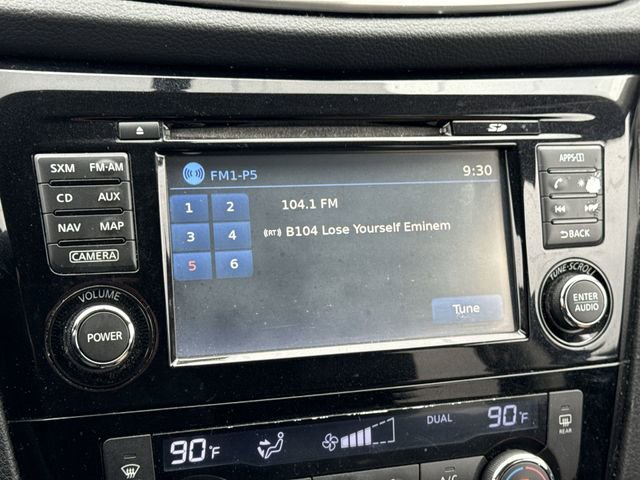 SD
SXM FM·AM
CD AUX
NAV MAP
CAMERA
VOLUME
POWER
FM1-P5 9:30
1 2
3 4
5 6
104.1 FM
(RT) B104 Lose Yourself Eminem
Tune
APPS
BACK
TUNE·SCROLL
ENTER
AUDIO
90°F DUAL 90°F
REAR
A/C